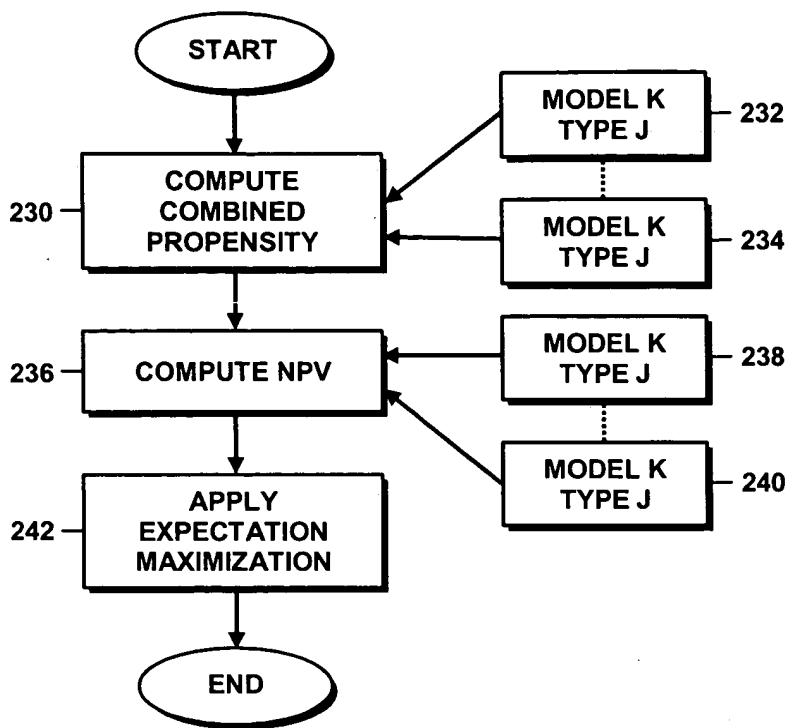 START
MODEL K
TYPE J
232
COMPUTE
COMBINED
PROPENSITY
230
MODEL K
TYPE J
234
MODEL K
TYPE J
238
236
COMPUTE NPV
MODEL K
TYPE J
240
APPLY
EXPECTATION
MAXIMIZATION
242
END